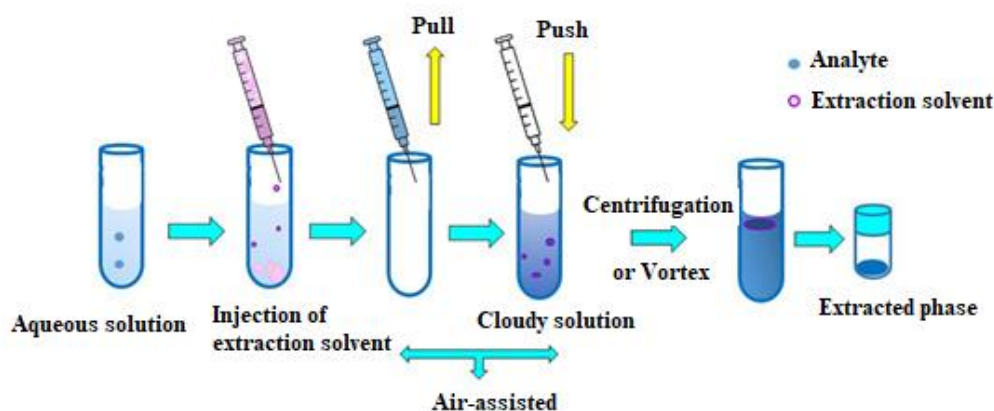 Pull
Push
Analyte
Extraction solvent
Centrifugation
or Vortex
Aqueous solution
Injection of
extraction solvent
Cloudy solution
Extracted phase
Air-assisted